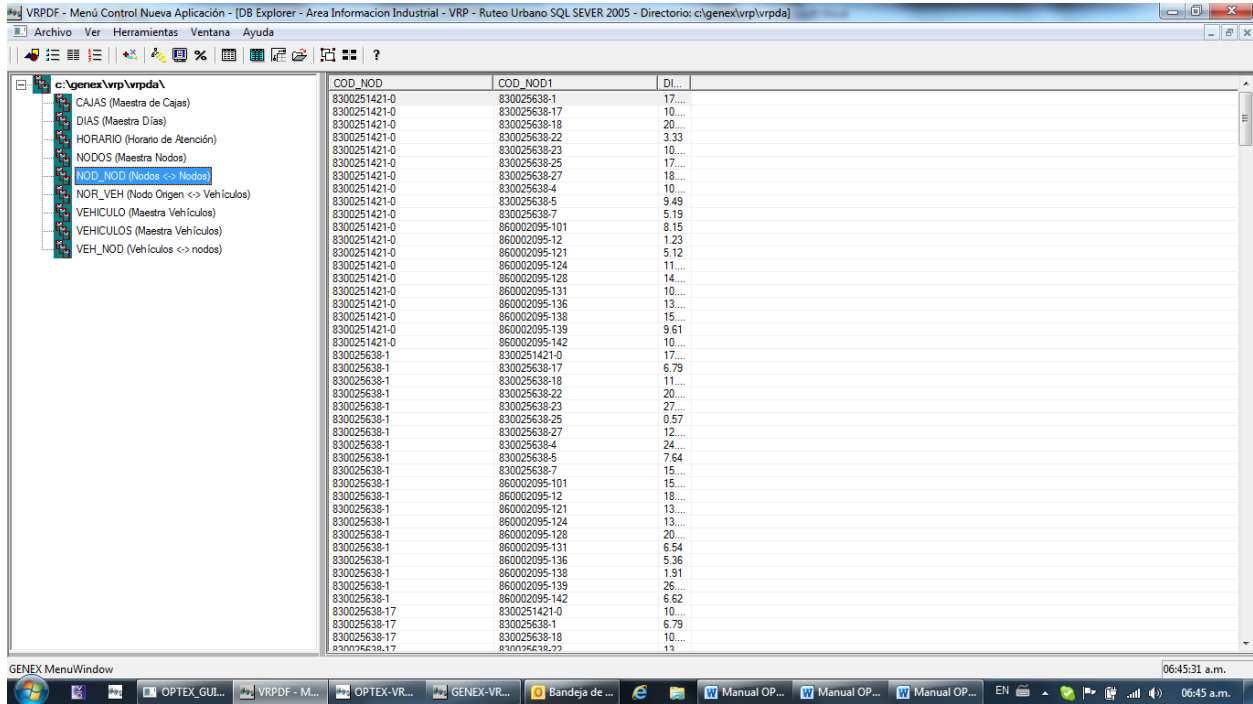 VRPDF - Menú Control Nueva Aplicación - [DB Explorer - Area Informacion Industrial - VRP - Ruteo Urbano SQL SEVER 2005 - Directorio: c:\genex\vrp\vrpda]
Archivo Ver Herramientas Ventana Ayuda
c:\genex\vrp\vrpda\
CAJAS (Maestra de Cajas)
DIAS (Maestra Días)
HORARIO (Horario de Atención)
NODOS (Maestra Nodos)
NOD_NOD (Nodos <-> Nodos)
NOR_VEH (Nodo Origen <-> Vehículos)
VEHICULO (Maestra Vehículos)
VEHICULOS (Maestra Vehículos)
VEH_NOD (Vehículos <-> nodos)
COD_NOD COD_NOD1 DI...
8300251421-0 830025638-1 17....
8300251421-0 830025638-17 10....
8300251421-0 830025638-18 20....
8300251421-0 830025638-22 3.33
8300251421-0 830025638-23 10....
8300251421-0 830025638-25 17....
8300251421-0 830025638-27 18....
8300251421-0 830025638-4 10....
8300251421-0 830025638-5 9.49
8300251421-0 830025638-7 5.19
8300251421-0 860002095-101 8.15
8300251421-0 860002095-12 1.23
8300251421-0 860002095-121 5.12
8300251421-0 860002095-124 11....
8300251421-0 860002095-128 14....
8300251421-0 860002095-131 10....
8300251421-0 860002095-136 13....
8300251421-0 860002095-138 15....
8300251421-0 860002095-139 9.61
8300251421-0 860002095-142 10....
830025638-1 8300251421-0 17....
830025638-1 830025638-17 6.79
830025638-1 830025638-18 11....
830025638-1 830025638-22 20....
830025638-1 830025638-23 27....
830025638-1 830025638-25 0.57
830025638-1 830025638-27 12....
830025638-1 830025638-4 24....
830025638-1 830025638-5 7.64
830025638-1 830025638-7 15....
830025638-1 860002095-101 15....
830025638-1 860002095-12 18....
830025638-1 860002095-121 13....
830025638-1 860002095-124 13....
830025638-1 860002095-128 20....
830025638-1 860002095-131 6.54
830025638-1 860002095-136 5.36
830025638-1 860002095-138 1.91
830025638-1 860002095-139 26....
830025638-1 860002095-142 6.62
830025638-17 8300251421-0 10....
830025638-17 830025638-1 6.79
830025638-17 830025638-18 10....
830025638-17 830025638-22 13
GENEX MenuWindow 06:45:31 a.m.
OPTEX_GUI... VRPDF - M... OPTEX-VR... GENEX-VR... Bandeja de ... Manual OP... Manual OP... Manual OP... EN 06:45 a.m.